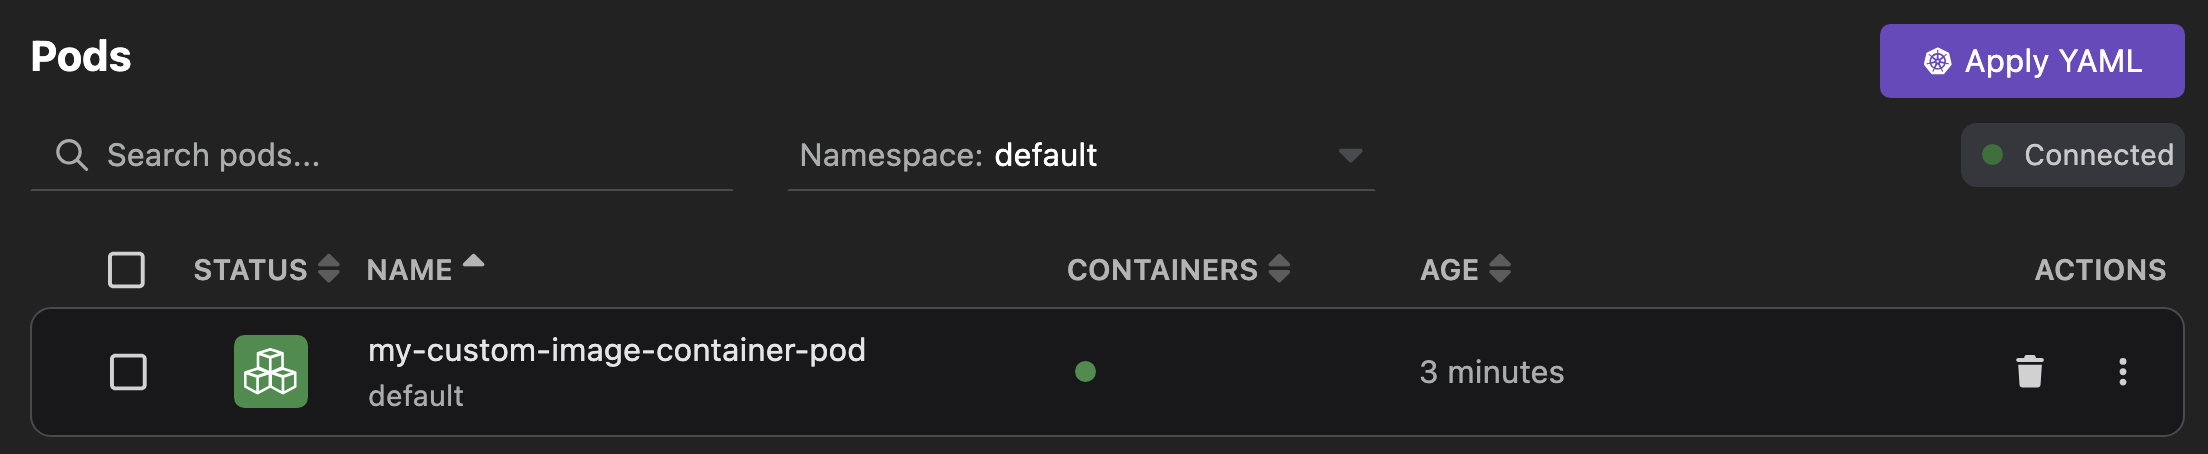 Pods
Apply YAML
Search pods...
Namespace: default
Connected
STATUS NAME CONTAINERS AGE ACTIONS
my-custom-image-container-pod
default
3 minutes